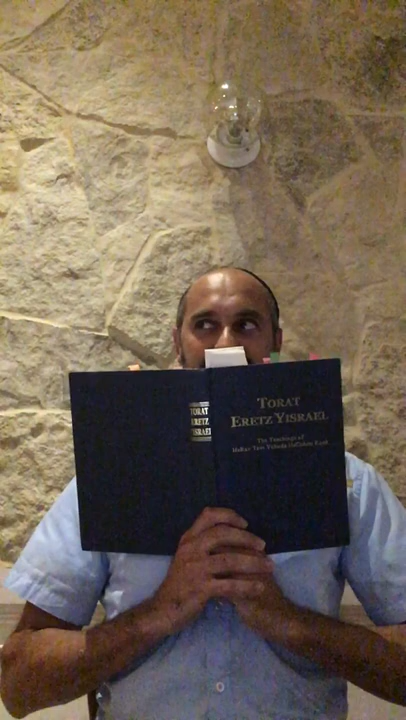 TORAT
ERETZ
YISRAEL
TORAT
ERETZ YISRAEL
The Teachings of
HaRav Tzvi Yehuda HaCohen Kook